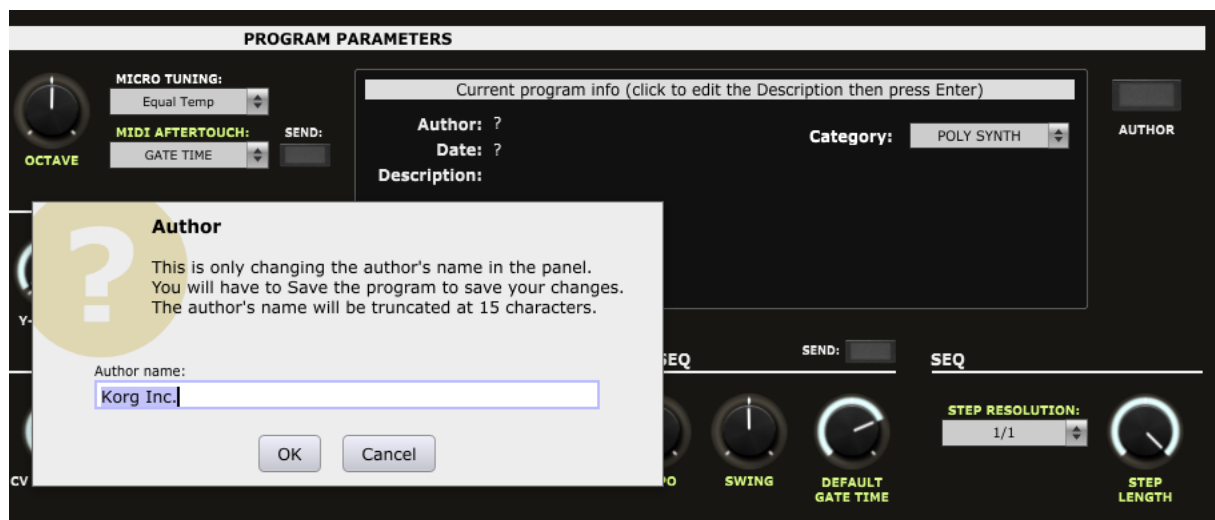 PROGRAM PARAMETERS
MICRO TUNING:
Equal Temp
MIDI AFTERTOUCH: SEND:
GATE TIME
OCTAVE
Current program info (click to edit the Description then press Enter)
Author: ?
Date: ?
Description:
Category: POLY SYNTH
AUTHOR
?
Author
This is only changing the author's name in the panel.
You will have to Save the program to save your changes.
The author's name will be truncated at 15 characters.
Author name:
Korg Inc.
OK Cancel
Y-
CV
SEND:
SEQ
SWING
DEFAULT
GATE TIME
SEQ
STEP RESOLUTION:
1/1
STEP
LENGTH